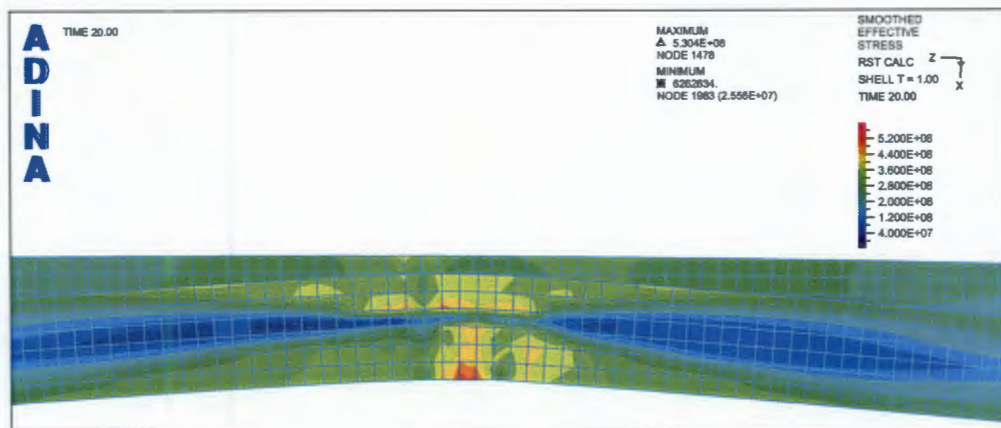 ADINA
TIME 20.00
MAXIMUM
△ 5.304E+08
NODE 1478
MINIMUM
※ 6262634.
NODE 1983 (2.556E+07)
SMOOTHED
EFFECTIVE
STRESS
RST CALC
SHELL T = 1.00
TIME 20.00
Z
X
5.200E+08
4.400E+08
3.600E+08
2.800E+08
2.000E+08
1.200E+08
4.000E+07